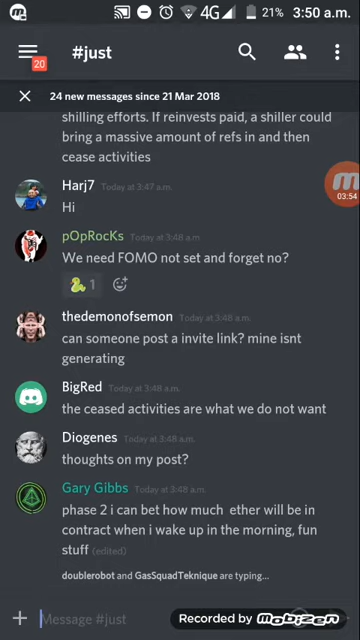 4G 21% 3:50 a.m.
20
#just
24 new messages since 21 Mar 2018
shilling efforts. If reinvests paid, a shiller could
bring a massive amount of refs in and then
cease activities
03:54
Harj7 Today at 3:47 a.m.
Hi
pOpRocKs Today at 3:48 a.m.
We need FOMO not set and forget no?
1
thedemonofsemon Today at 3:48 a.m.
can someone post a invite link? mine isnt
generating
BigRed Today at 3:48 a.m.
the ceased activities are what we do not want
Diogenes Today at 3:48 a.m.
thoughts on my post?
Gary Gibbs Today at 3:48 a.m.
phase 2 i can bet how much ether will be in
contract when i wake up in the morning, fun
stuff (edited)
doublerobot and GasSquadTeknique are typing...
Message #just
Recorded by mobizen